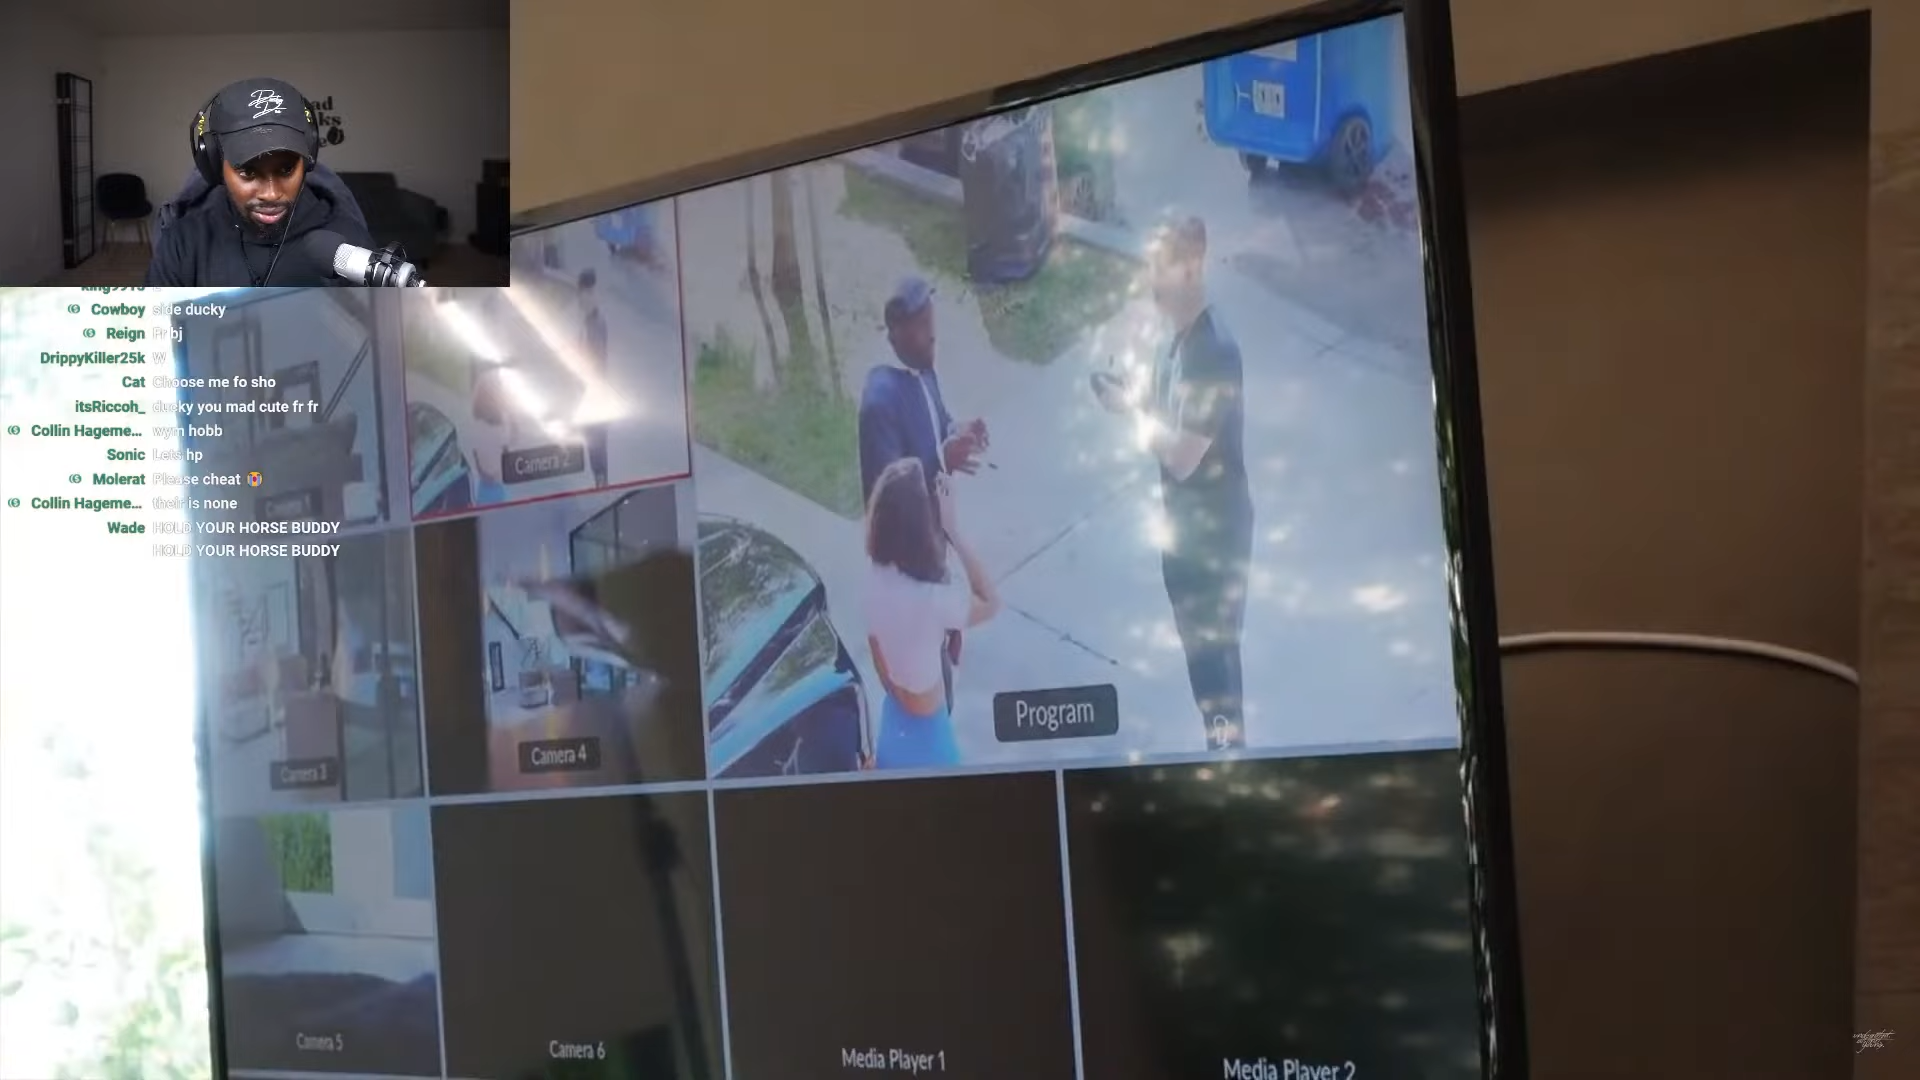 Cowboy side ducky
Reign Fr bj
DrippyKiller25k W
Cat Choose me fo sho
itsRiccoh_ ducky you mad cute fr fr
Collin Hageme... wym hobb
Sonic Lets hp
Molerat Please cheat 😭
Collin Hageme... their is none
Wade HOLD YOUR HORSE BUDDY
HOLD YOUR HORSE BUDDY
Camera 2
Program
Camera 3
Camera 4
Camera 5
Camera 6
Media Player 1
Media Player 2